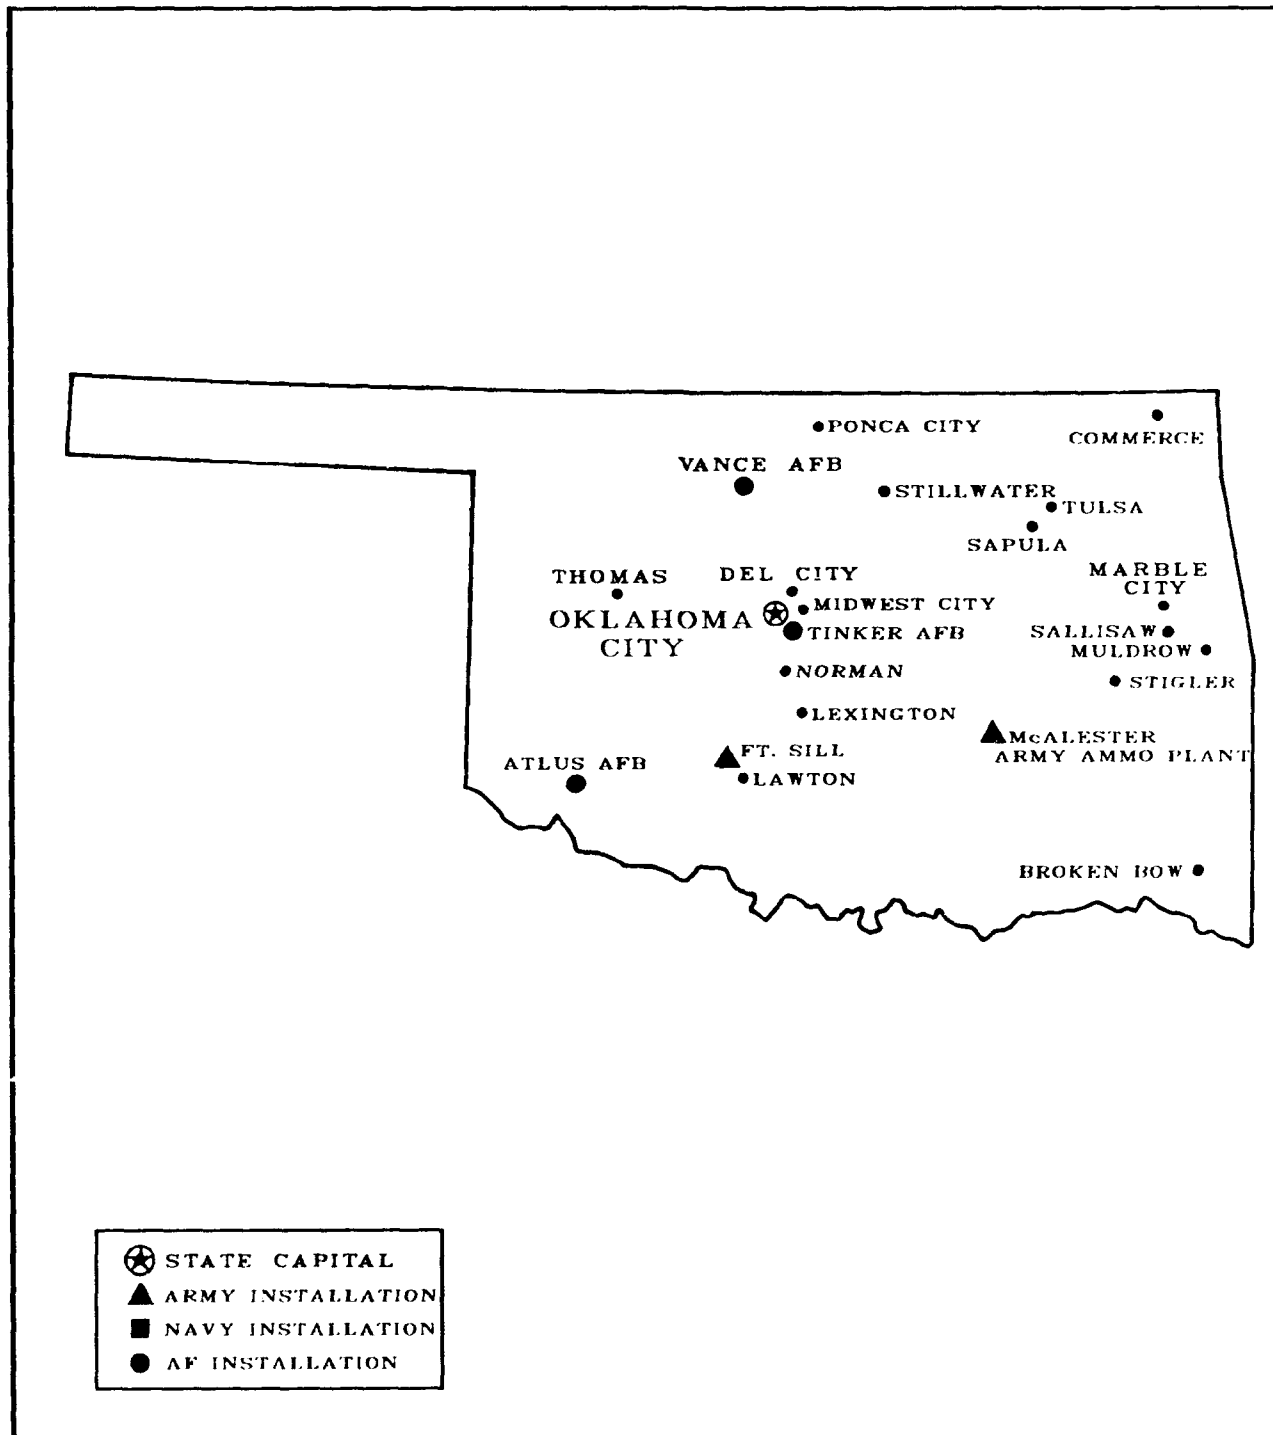 PONCA CITY
COMMERCE
VANCE AFB
STILLWATER
TULSA
SAPULA
THOMAS
DEL CITY
MARBLE
CITY
MIDWEST CITY
OKLAHOMA
CITY
TINKER AFB
SALLISAW
MULDROW
NORMAN
STIGLER
LEXINGTON
McALESTER
ARMY AMMO PLANT
FT. SILL
ATLUS AFB
LAWTON
BROKEN BOW
STATE CAPITAL
ARMY INSTALLATION
NAVY INSTALLATION
AF INSTALLATION